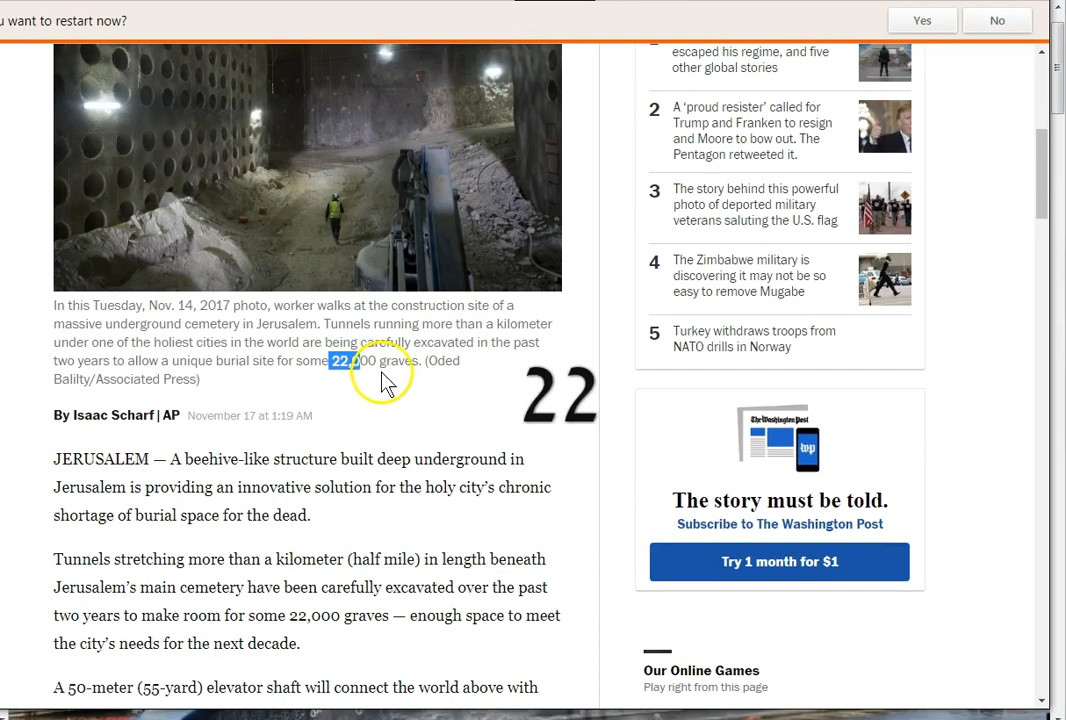 u want to restart now?
Yes
No
In this Tuesday, Nov. 14, 2017 photo, worker walks at the construction site of a
massive underground cemetery in Jerusalem. Tunnels running more than a kilometer
under one of the holiest cities in the world are being carefully excavated in the past
two years to allow a unique burial site for some 22,000 graves. (Oded
Balilty/Associated Press)
22
By Isaac Scharf | AP November 17 at 1:19 AM
JERUSALEM — A beehive-like structure built deep underground in
Jerusalem is providing an innovative solution for the holy city’s chronic
shortage of burial space for the dead.
Tunnels stretching more than a kilometer (half mile) in length beneath
Jerusalem’s main cemetery have been carefully excavated over the past
two years to make room for some 22,000 graves — enough space to meet
the city’s needs for the next decade.
A 50-meter (55-yard) elevator shaft will connect the world above with
escaped his regime, and five
other global stories
2
A ‘proud resister’ called for
Trump and Franken to resign
and Moore to bow out. The
Pentagon retweeted it.
3
The story behind this powerful
photo of deported military
veterans saluting the U.S. flag
4
The Zimbabwe military is
discovering it may not be so
easy to remove Mugabe
5
Turkey withdraws troops from
NATO drills in Norway
The Washington Post
wp
The story must be told.
Subscribe to The Washington Post
Try 1 month for $1
Our Online Games
Play right from this page